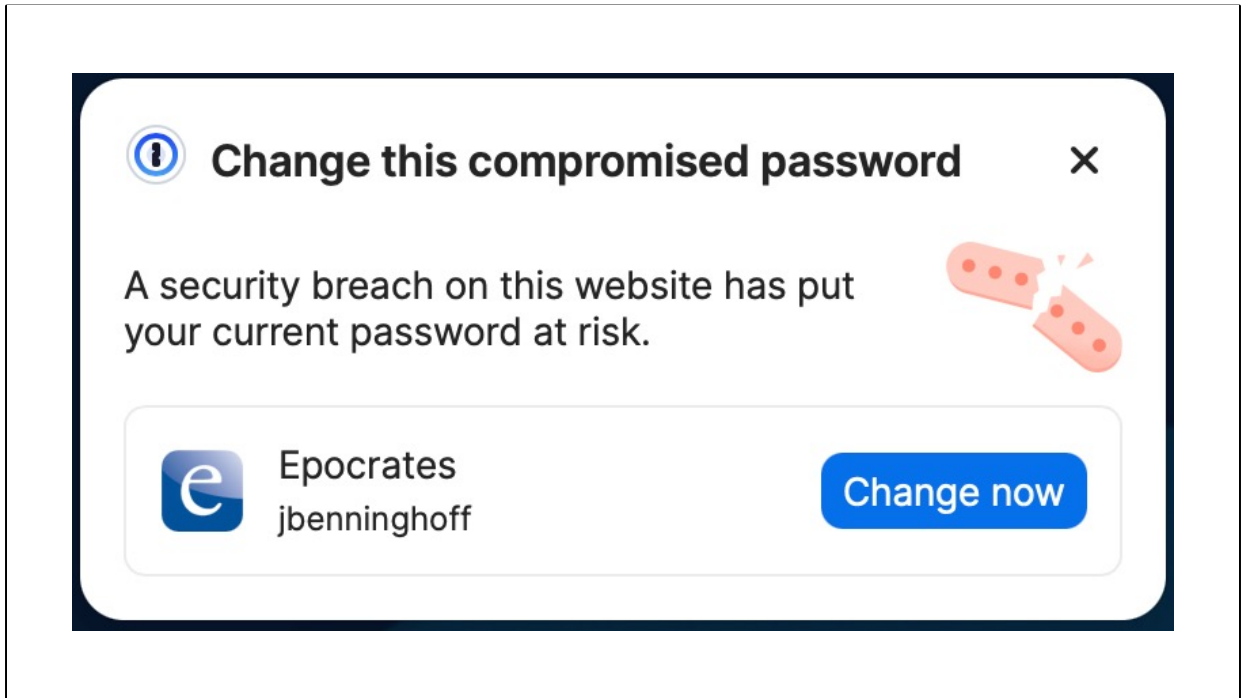 Change this compromised password
A security breach on this website has put
your current password at risk.
e
Epocrates
jbenninghoff
Change now